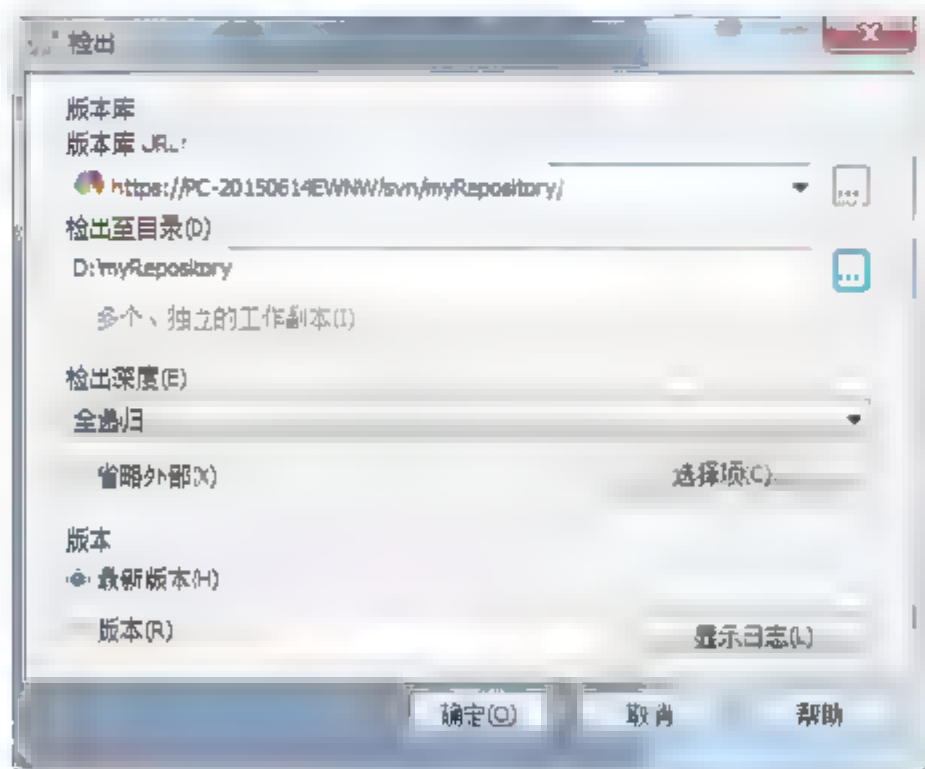 检出
版本库
版本库 URL:
https://PC-20150614EWNW/svn/myRepository/
检出至目录(D)
D:\myRepository
多个、独立的工作副本(I)
检出深度(E)
全递归
省略外部(X) 选择项(C)...
版本
最新版本(H)
版本(R) 显示日志(L)
确定(O) 取消 帮助